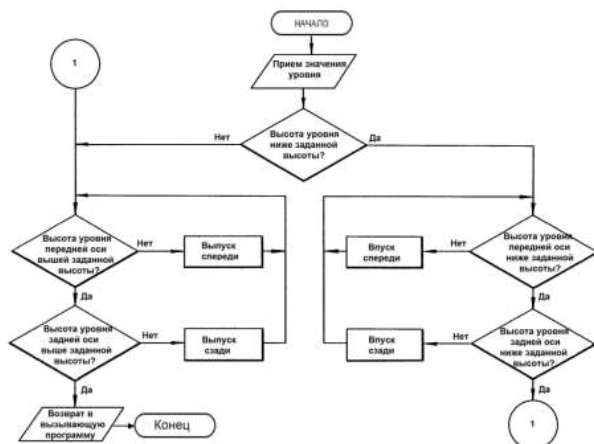 НАЧАЛО
1
Прием значения
уровня
Высота уровня
ниже заданной
высоты?
Нет
Да
Высота уровня
передней оси
вышей заданной
высоты?
Нет
Выпуск
спереди
Впуск
спереди
Нет
Высота уровня
передней оси
ниже заданной
высоты?
Да
Да
Высота уровня
задней оси
выше заданной
высоты?
Нет
Выпуск
сзади
Впуск
сзади
Нет
Высота уровня
задней оси
ниже заданной
высоты?
Да
Да
Возврат в
вызывающую
программу
Конец
1